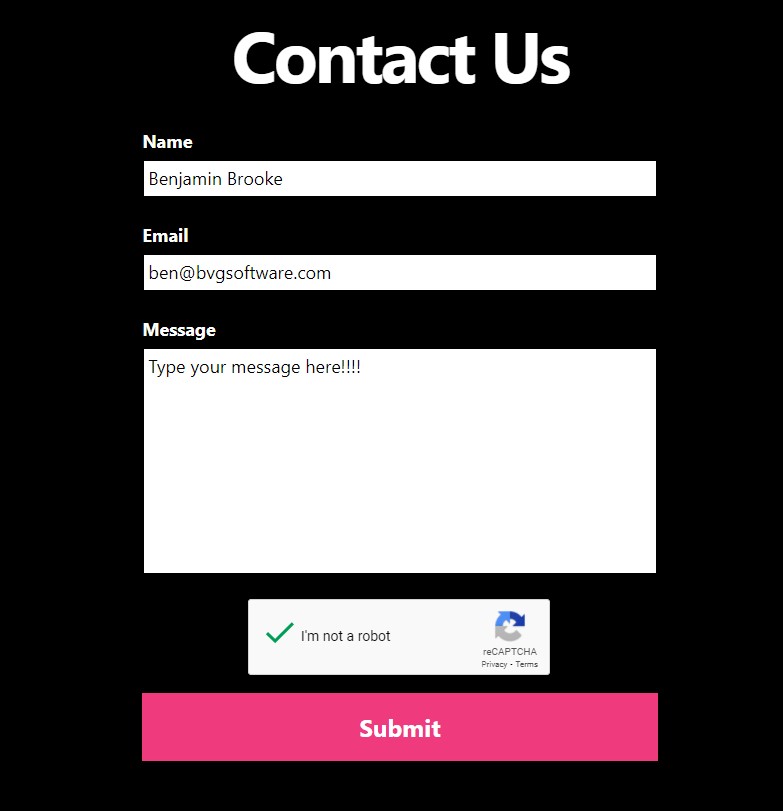 Contact Us
Name
Benjamin Brooke
Email
ben@bvgsoftware.com
Message
Type your message here!!!!
I'm not a robot
reCAPTCHA
Privacy - Terms
Submit